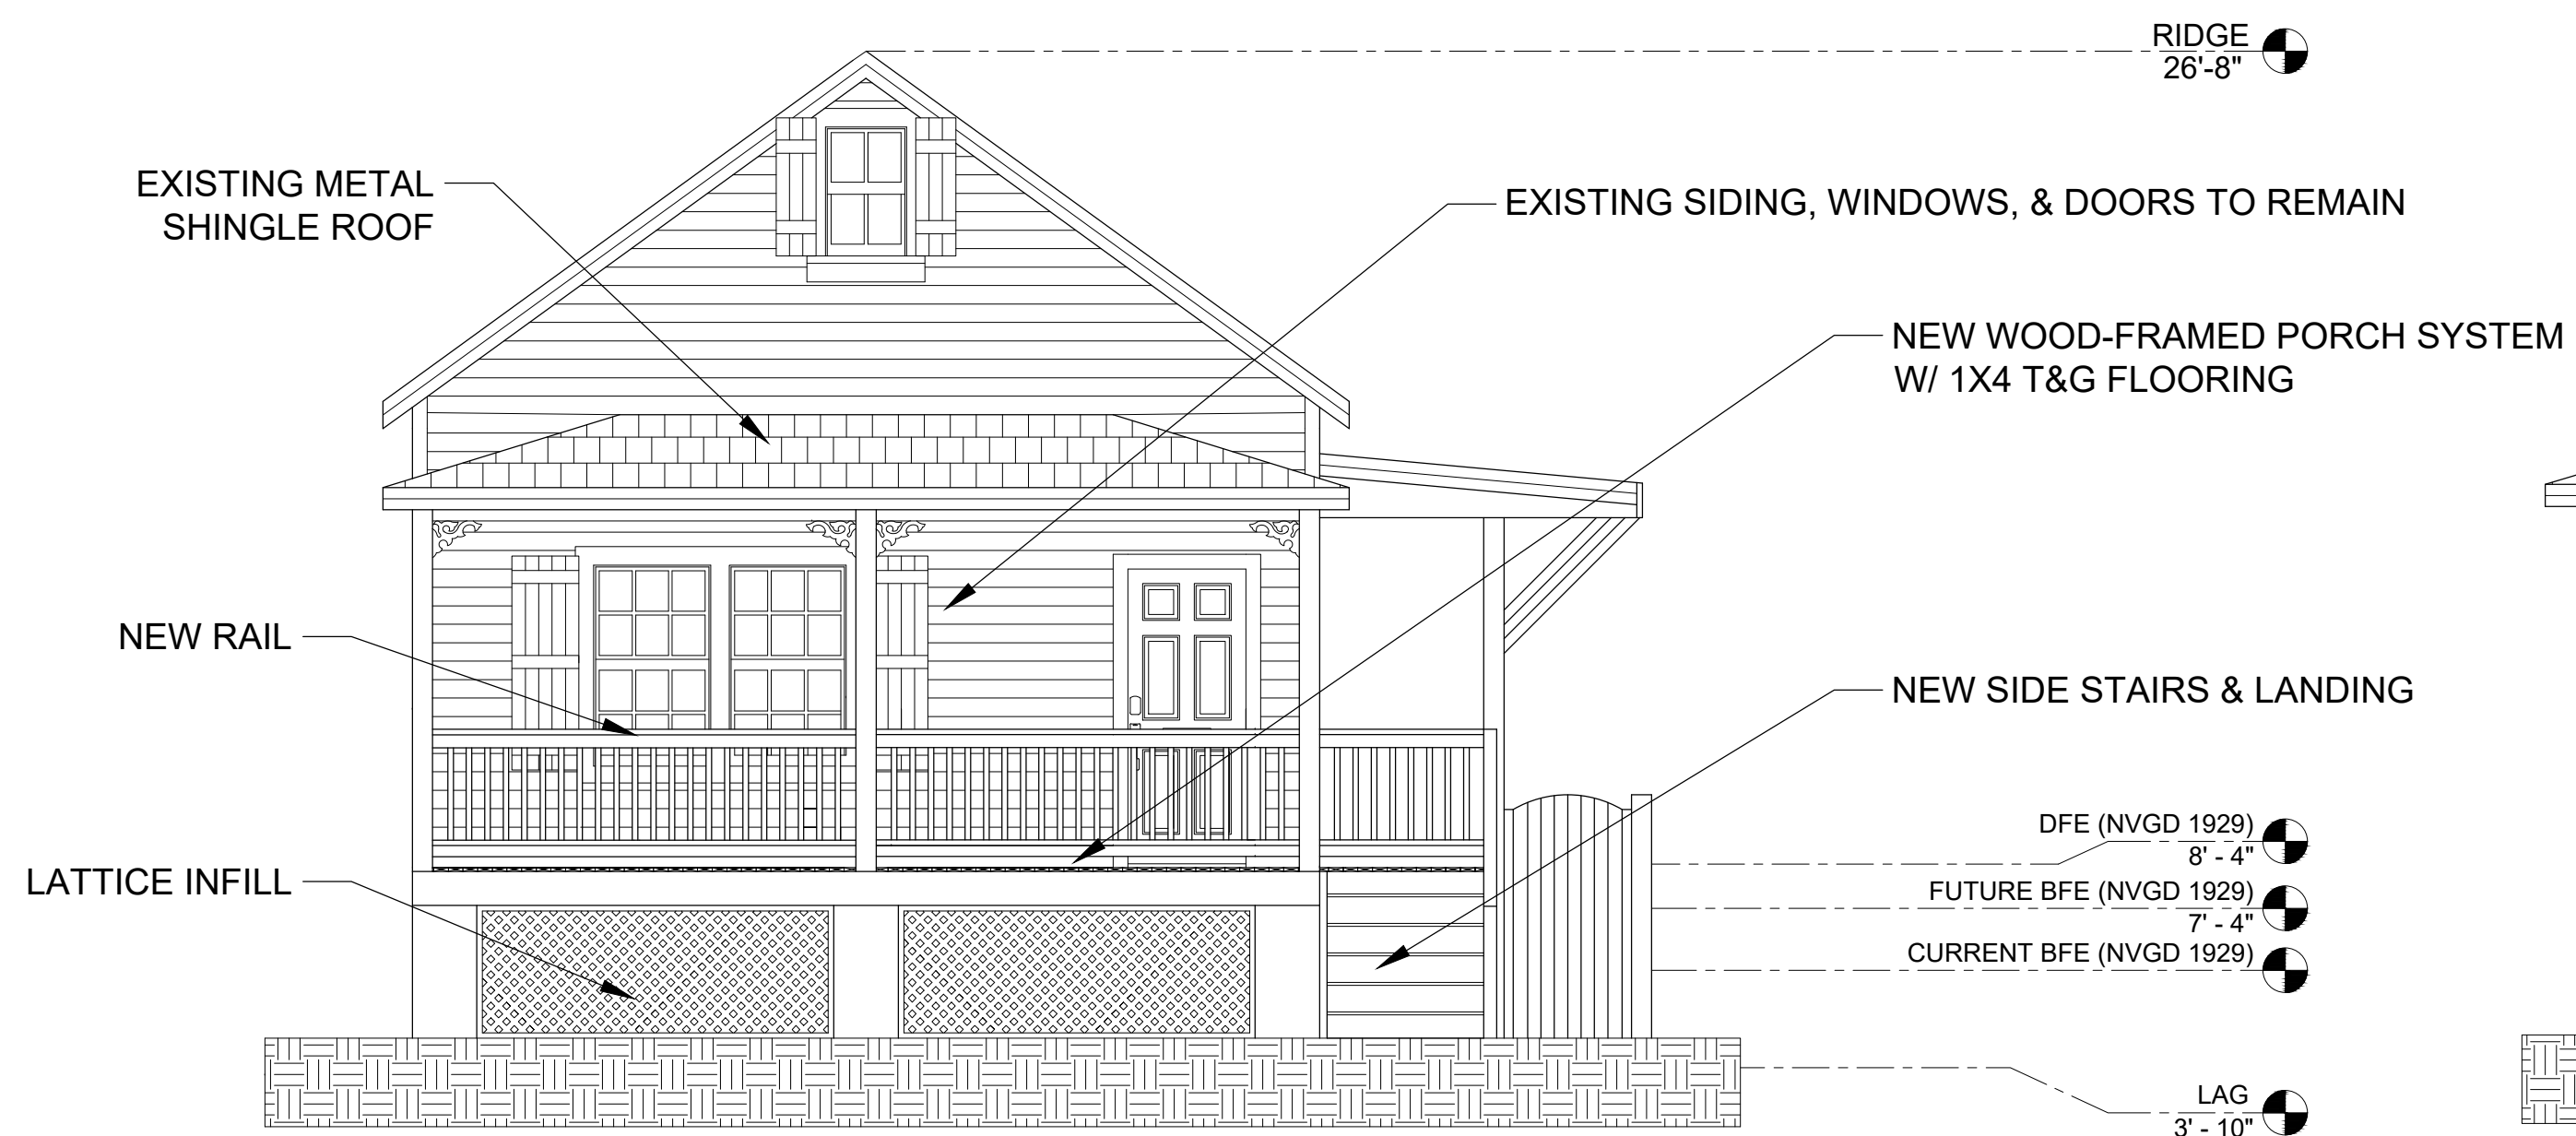 RIDGE
26'-8"
EXISTING METAL
SHINGLE ROOF
EXISTING SIDING, WINDOWS, & DOORS TO REMAIN
NEW WOOD-FRAMED PORCH SYSTEM
W/ 1X4 T&G FLOORING
NEW RAIL
NEW SIDE STAIRS & LANDING
DFE (NVGD 1929)
8' - 4"
LATTICE INFILL
FUTURE BFE (NVGD 1929)
7' - 4"
CURRENT BFE (NVGD 1929)
LAG
3' - 10"